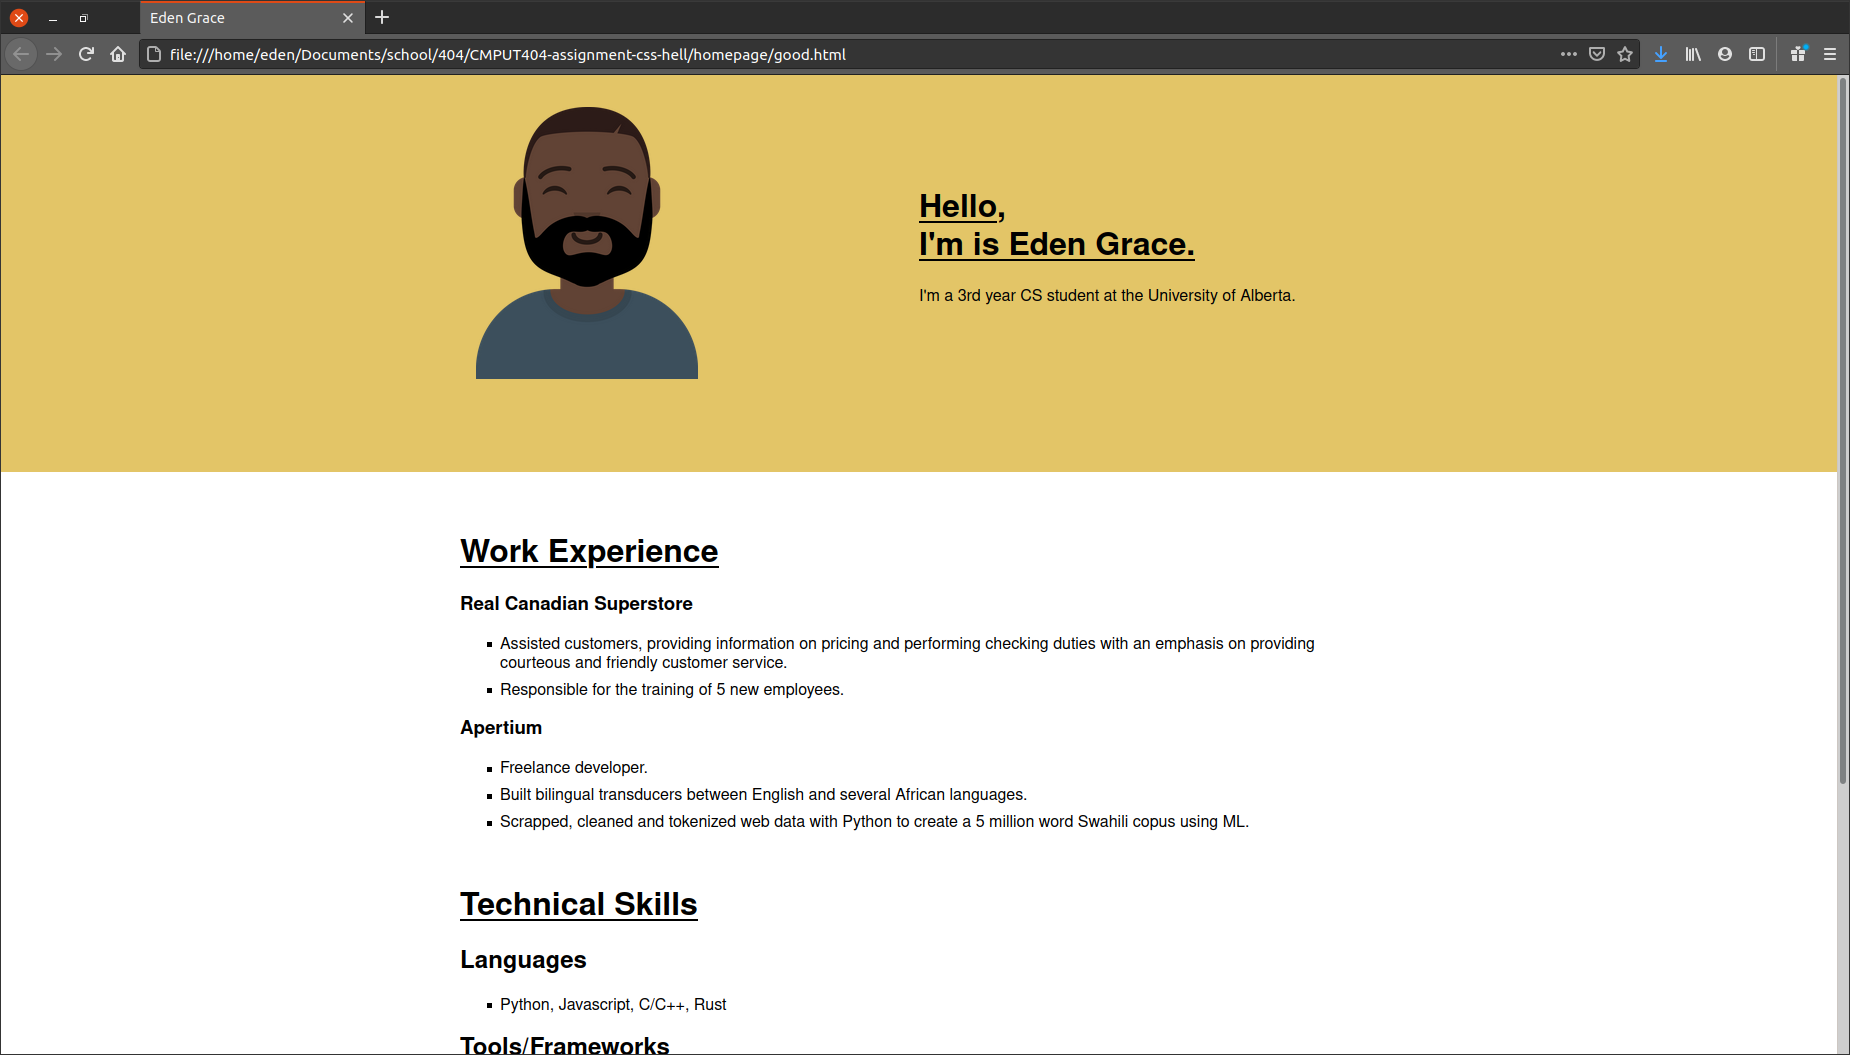 Eden Grace
file:///home/eden/Documents/school/404/CMPUT404-assignment-css-hell/homepage/good.html
Hello,
I'm is Eden Grace.
I'm a 3rd year CS student at the University of Alberta.
Work Experience
Real Canadian Superstore
Assisted customers, providing information on pricing and performing checking duties with an emphasis on providing
courteous and friendly customer service.
Responsible for the training of 5 new employees.
Apertium
Freelance developer.
Built bilingual transducers between English and several African languages.
Scrapped, cleaned and tokenized web data with Python to create a 5 million word Swahili copus using ML.
Technical Skills
Languages
Python, Javascript, C/C++, Rust
Tools/Frameworks